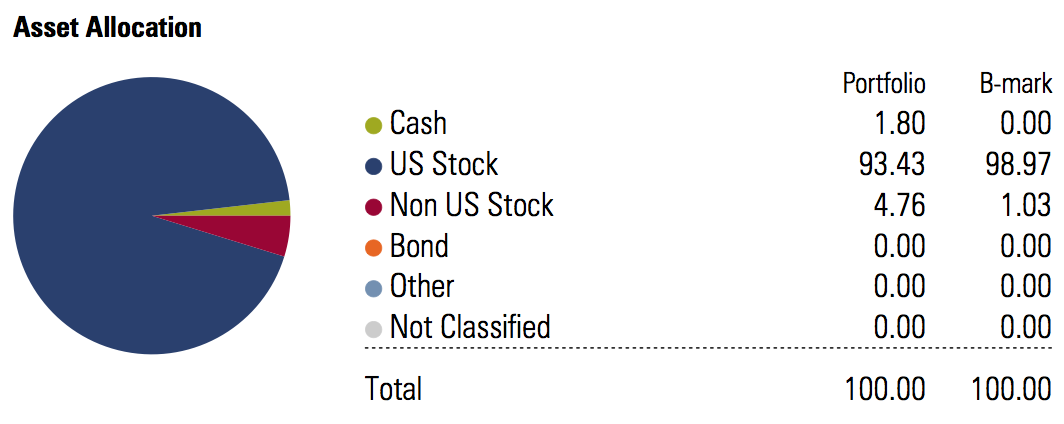 Asset Allocation
Portfolio B-mark
Cash 1.80 0.00
US Stock 93.43 98.97
Non US Stock 4.76 1.03
Bond 0.00 0.00
Other 0.00 0.00
Not Classified 0.00 0.00
Total 100.00 100.00